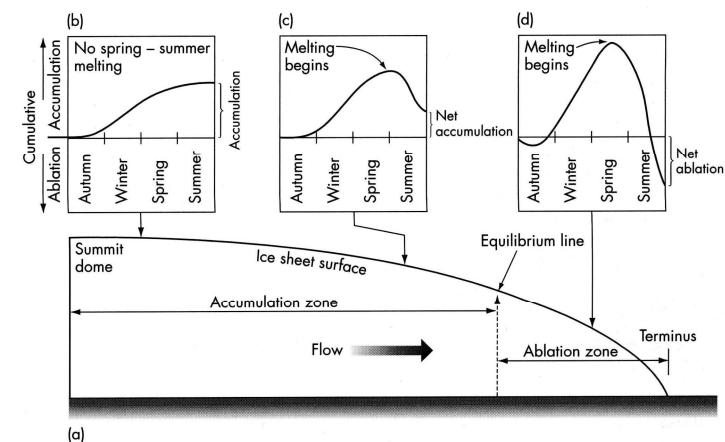 (b)
(c)
(d)
Cumulative
Ablation
Accumulation
No spring – summer
melting
Accumulation
Autumn
Winter
Spring
Summer
Melting
begins
Net
accumulation
Autumn
Winter
Spring
Summer
Melting
begins
Net
ablation
Autumn
Winter
Spring
Summer
Summit
dome
Ice sheet surface
Equilibrium line
Accumulation zone
Terminus
Flow
Ablation zone
(a)